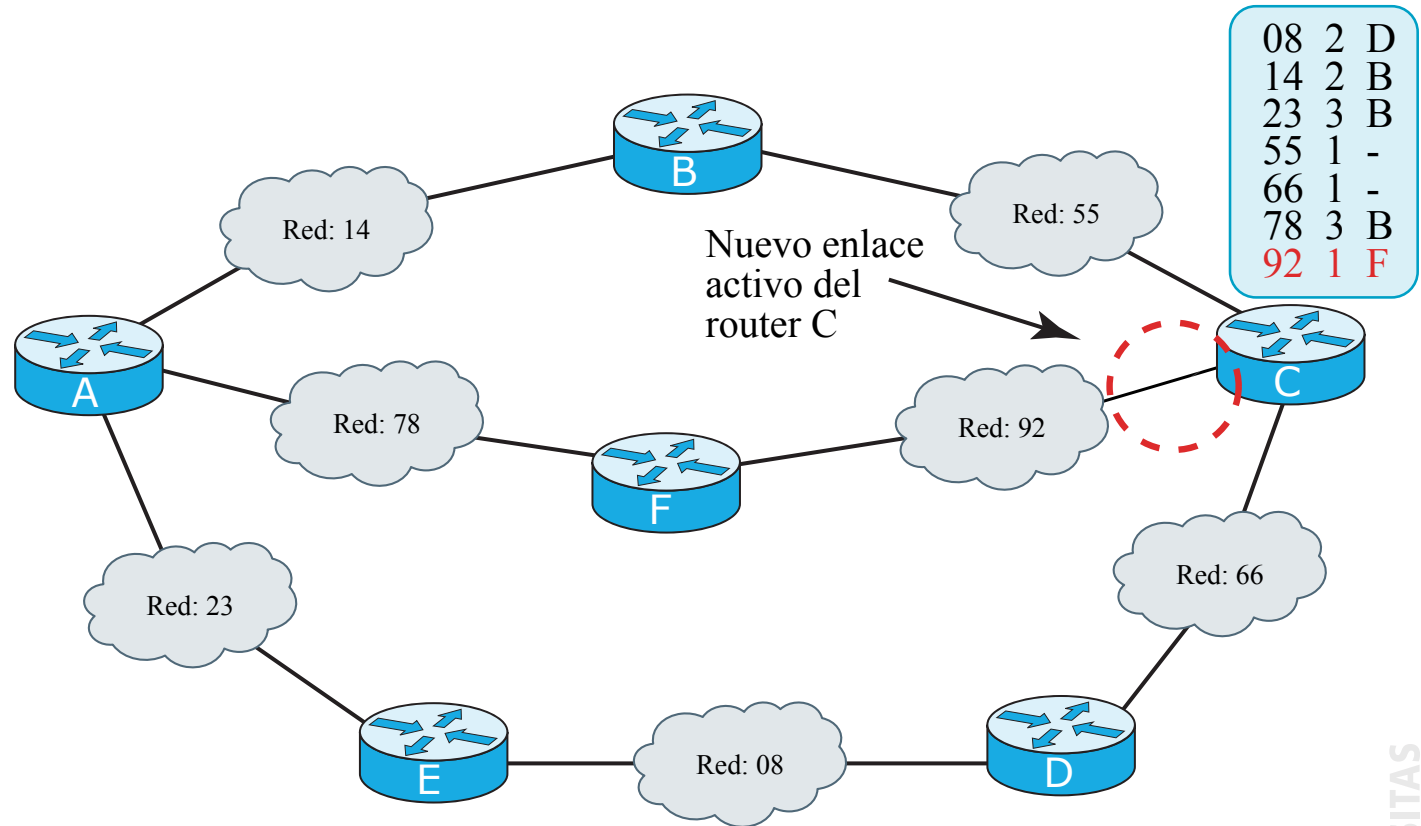 08 2 D
14 2 B
23 3 B
55 1 -
66 1 -
78 3 B
92 1 F
B
Red: 14
Red: 55
Nuevo enlace
activo del
router C
A
C
Red: 78
Red: 92
F
Red: 66
Red: 23
E
Red: 08
D
SITAS